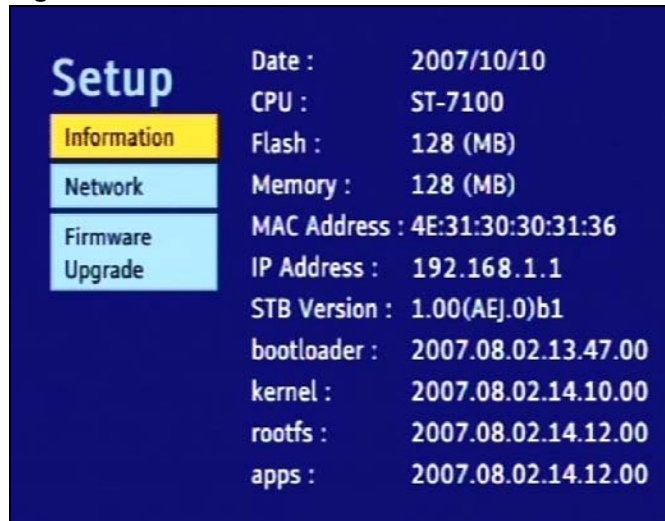 Setup
Information
Network
Firmware
Upgrade
Date : 2007/10/10
CPU : ST-7100
Flash : 128 (MB)
Memory : 128 (MB)
MAC Address : 4E:31:30:30:31:36
IP Address : 192.168.1.1
STB Version : 1.00(AEJ.0)b1
bootloader : 2007.08.02.13.47.00
kernel : 2007.08.02.14.10.00
rootfs : 2007.08.02.14.12.00
apps : 2007.08.02.14.12.00